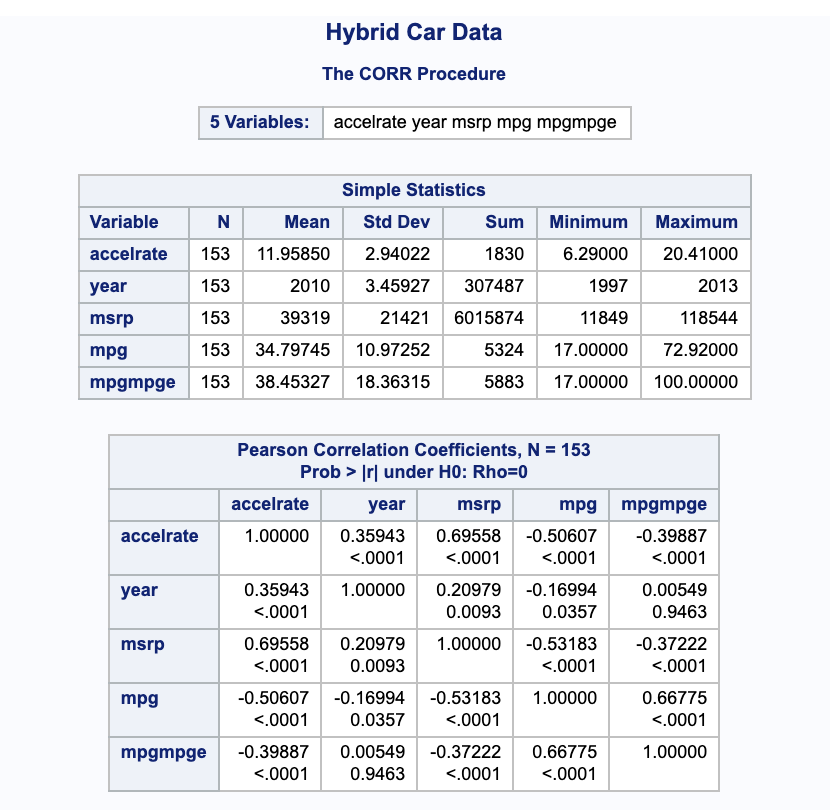 Hybrid Car Data
The CORR Procedure
5 Variables: accelrate year msrp mpg mpgmpge
Simple Statistics
Variable N Mean Std Dev Sum Minimum Maximum
accelrate 153 11.95850 2.94022 1830 6.29000 20.41000
year 153 2010 3.45927 307487 1997 2013
msrp 153 39319 21421 6015874 11849 118544
mpg 153 34.79745 10.97252 5324 17.00000 72.92000
mpgmpge 153 38.45327 18.36315 5883 17.00000 100.00000
Pearson Correlation Coefficients, N = 153
Prob > |r| under H0: Rho=0
accelrate year msrp mpg mpgmpge
accelrate 1.00000 0.35943 0.69558 -0.50607 -0.39887
<.0001 <.0001 <.0001 <.0001
year 0.35943 1.00000 0.20979 -0.16994 0.00549
<.0001 0.0093 0.0357 0.9463
msrp 0.69558 0.20979 1.00000 -0.53183 -0.37222
<.0001 0.0093 <.0001 <.0001
mpg -0.50607 -0.16994 -0.53183 1.00000 0.66775
<.0001 0.0357 <.0001 <.0001
mpgmpge -0.39887 0.00549 -0.37222 0.66775 1.00000
<.0001 0.9463 <.0001 <.0001